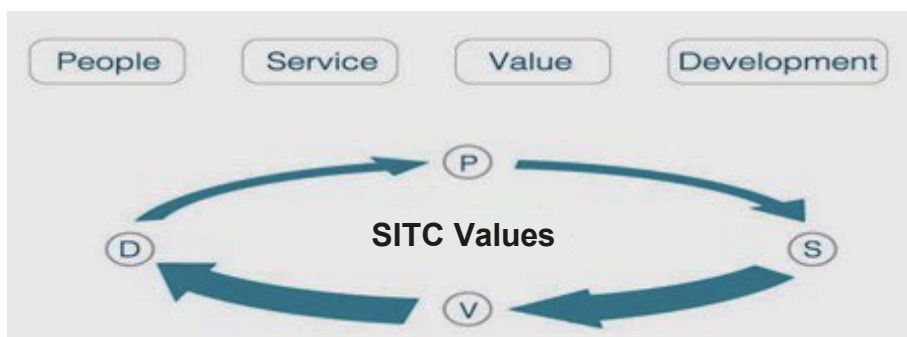 People Service Value Development
P
SITC Values
D S
V